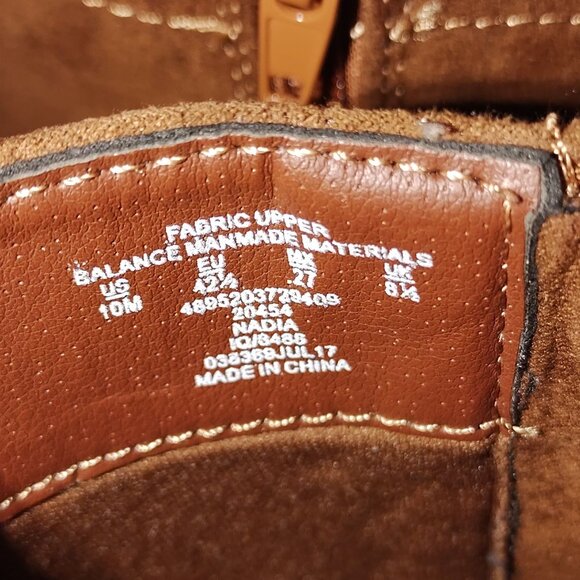 FABRIC UPPER
BALANCE MANMADE MATERIALS
US EU MX UK
10M 42½ 27 8½
4895203729409
20454
NADIA
IQ/8488
038369JUL17
MADE IN CHINA